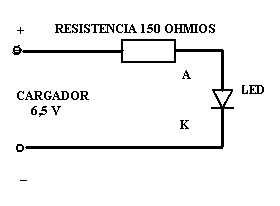 + RESISTENCIA 150 OHMIOS
A
LED
CARGADOR
6,5 V
K
–